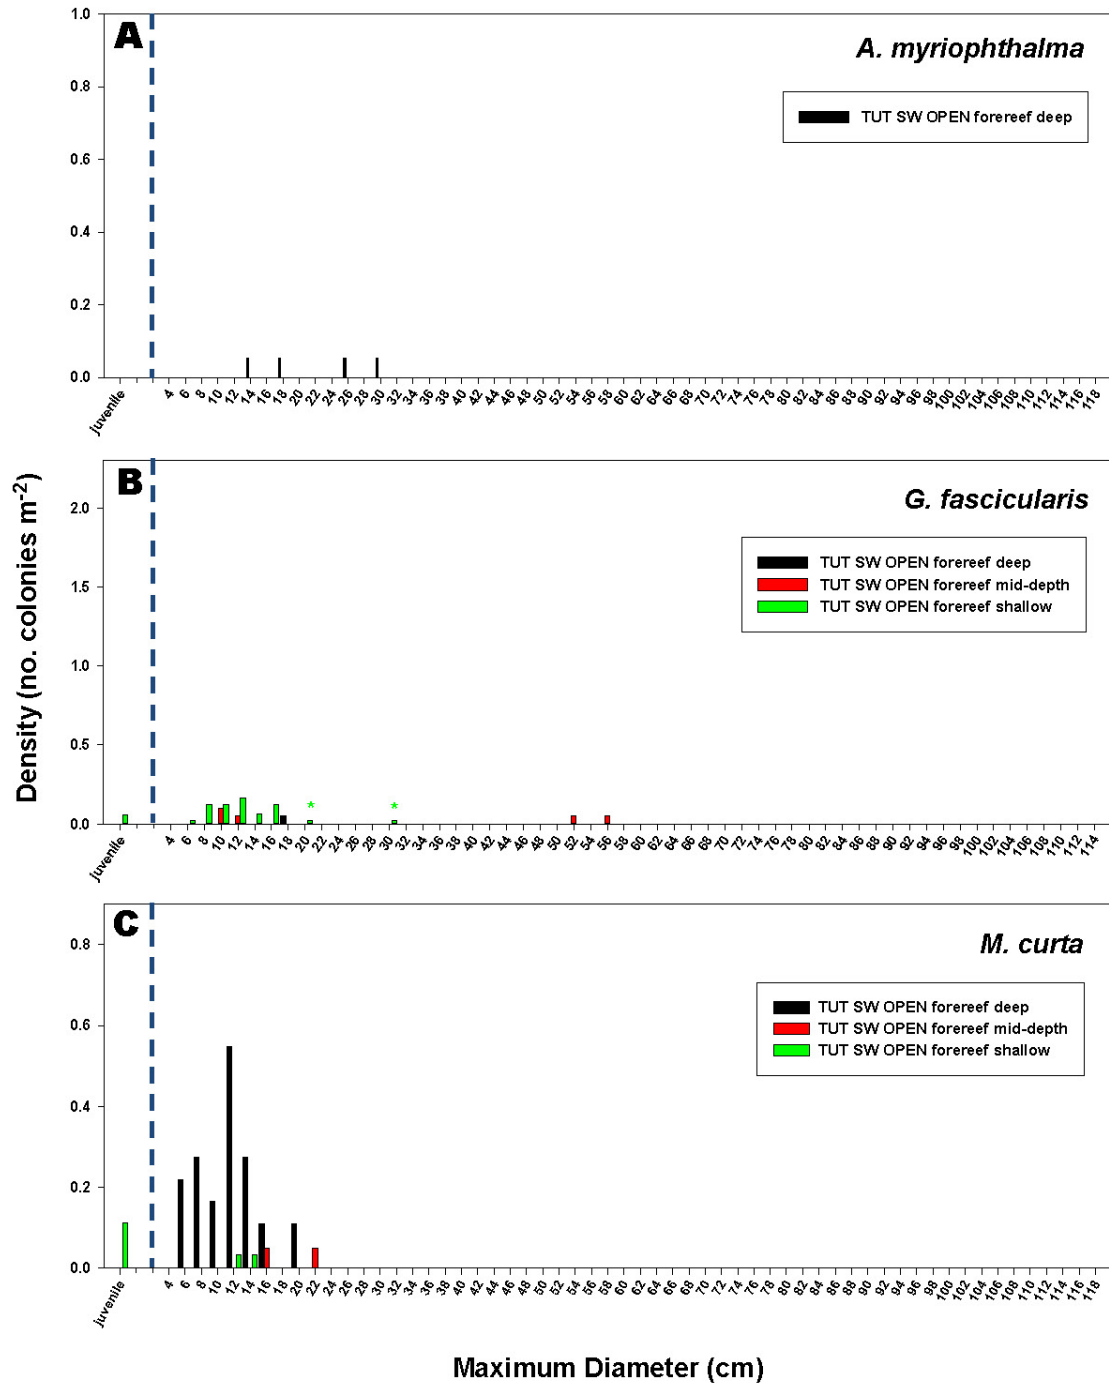 A
A. myriophthalma
TUT SW OPEN forereef deep
1.0
0.8
0.6
0.4
0.2
0.0
juvenile 4 6 8 10 12 14 16 18 20 22 24 26 28 30 32 34 36 38 40 42 44 46 48 50 52 54 56 58 60 62 64 66 68 70 72 74 76 78 80 82 84 86 88 90 92 94 96 98 100 102 104 106 108 110 112 114 116 118
Density (no. colonies m⁻²)
B
G. fascicularis
TUT SW OPEN forereef deep
TUT SW OPEN forereef mid-depth
TUT SW OPEN forereef shallow
2.0
1.5
1.0
0.5
0.0
* *
juvenile 4 6 8 10 12 14 16 18 20 22 24 26 28 30 32 34 36 38 40 42 44 46 48 50 52 54 56 58 60 62 64 66 68 70 72 74 76 78 80 82 84 86 88 90 92 94 96 98 100 102 104 106 108 110 112 114
C
M. curta
TUT SW OPEN forereef deep
TUT SW OPEN forereef mid-depth
TUT SW OPEN forereef shallow
0.8
0.6
0.4
0.2
0.0
juvenile 4 6 8 10 12 14 16 18 20 22 24 26 28 30 32 34 36 38 40 42 44 46 48 50 52 54 56 58 60 62 64 66 68 70 72 74 76 78 80 82 84 86 88 90 92 94 96 98 100 102 104 106 108 110 112 114 116 118
Maximum Diameter (cm)